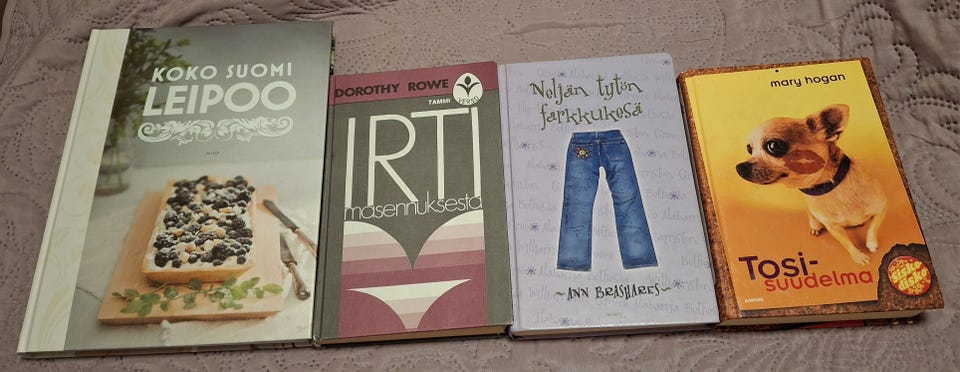 KOKO SUOMI
LEIPOO
DOROTHY ROWE
TAMMI
IRTI
masennuksesta
Neljän tytön
farkkukesä
~ANN BRASHARES~
mary hogan
Tosi-
suudelma